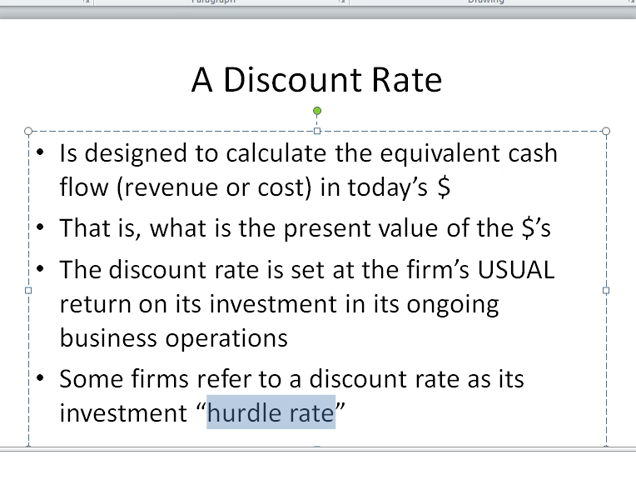 Paragraph
Drawing
A Discount Rate
• Is designed to calculate the equivalent cash
flow (revenue or cost) in today’s $
• That is, what is the present value of the $’s
• The discount rate is set at the firm’s USUAL
return on its investment in its ongoing
business operations
• Some firms refer to a discount rate as its
investment “hurdle rate”